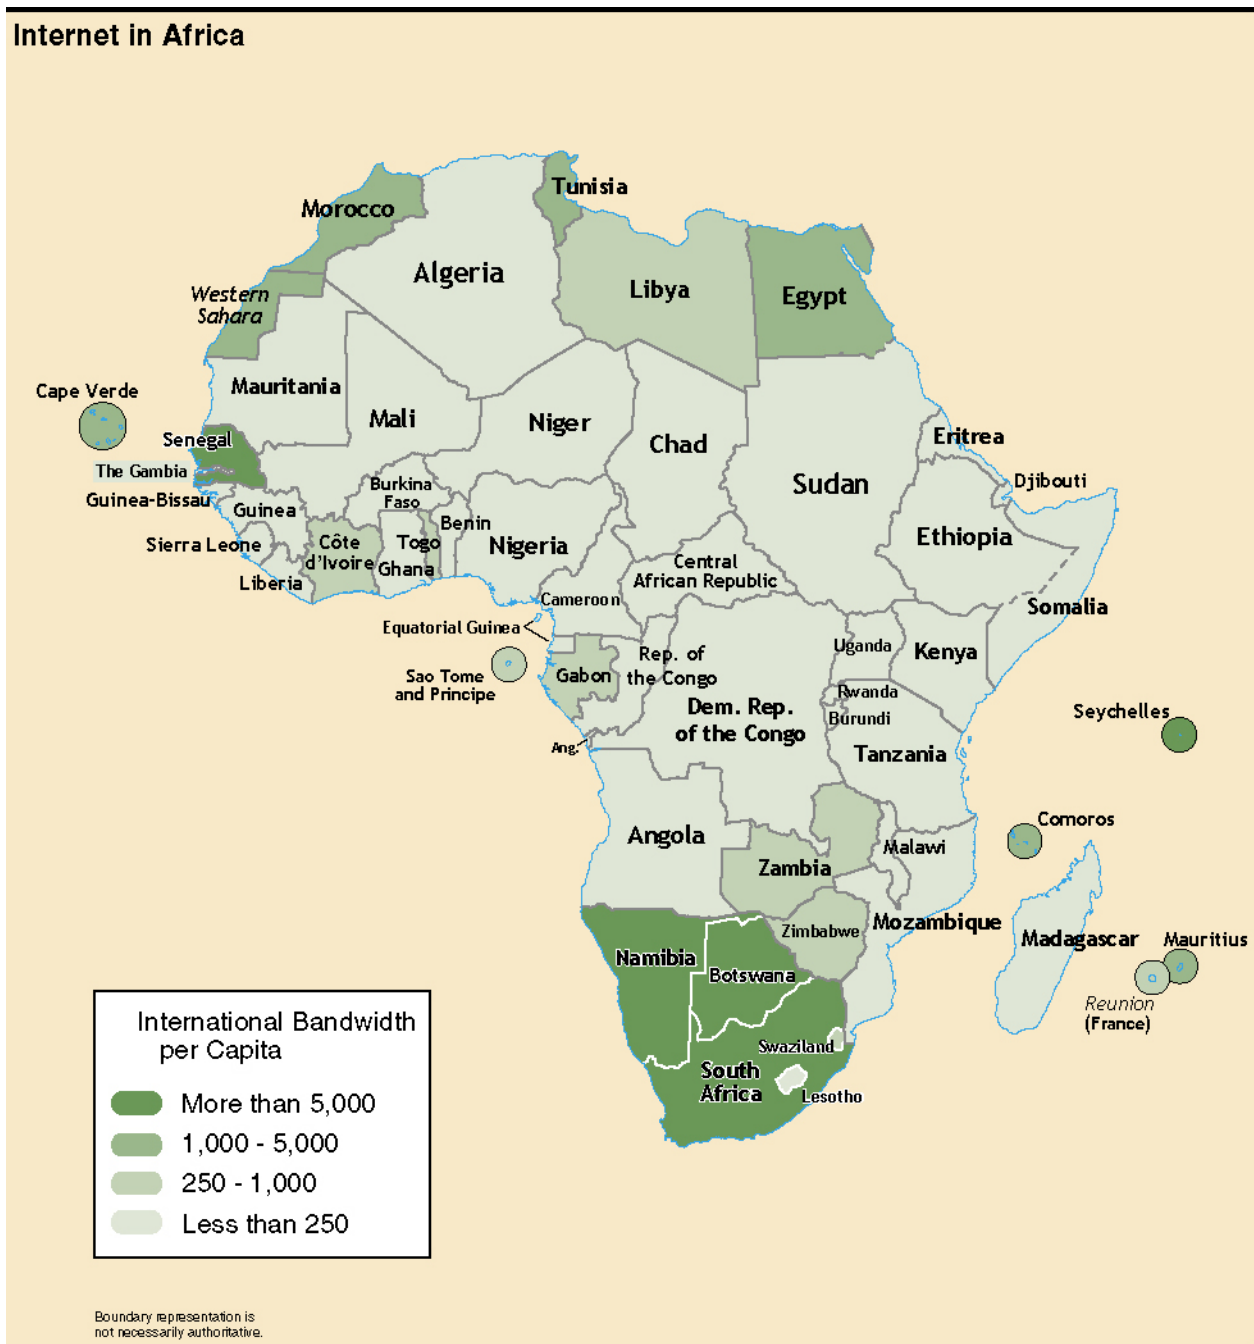 Internet in Africa
Tunisia
Morocco
Algeria
Libya
Egypt
Western
Sahara
Mauritania
Cape Verde
Mali
Niger
Chad
Senegal
Eritrea
The Gambia
Sudan
Djibouti
Burkina
Faso
Guinea-Bissau
Guinea
Benin
Ethiopia
Sierra Leone
Côte
d'Ivoire
Togo
Ghana
Nigeria
Central
African Republic
Liberia
Cameroon
Somalia
Equatorial Guinea
Uganda
Kenya
Rep. of
the Congo
Sao Tome
and Principe
Gabon
Rwanda
Dem. Rep.
of the Congo
Burundi
Seychelles
Ang.
Tanzania
Comoros
Angola
Malawi
Zambia
Mozambique
Zimbabwe
Madagascar
Mauritius
Namibia
Botswana
Reunion
(France)
Swaziland
South
Africa
Lesotho
International Bandwidth
per Capita
More than 5,000
1,000 - 5,000
250 - 1,000
Less than 250
Boundary representation is
not necessarily authoritative.